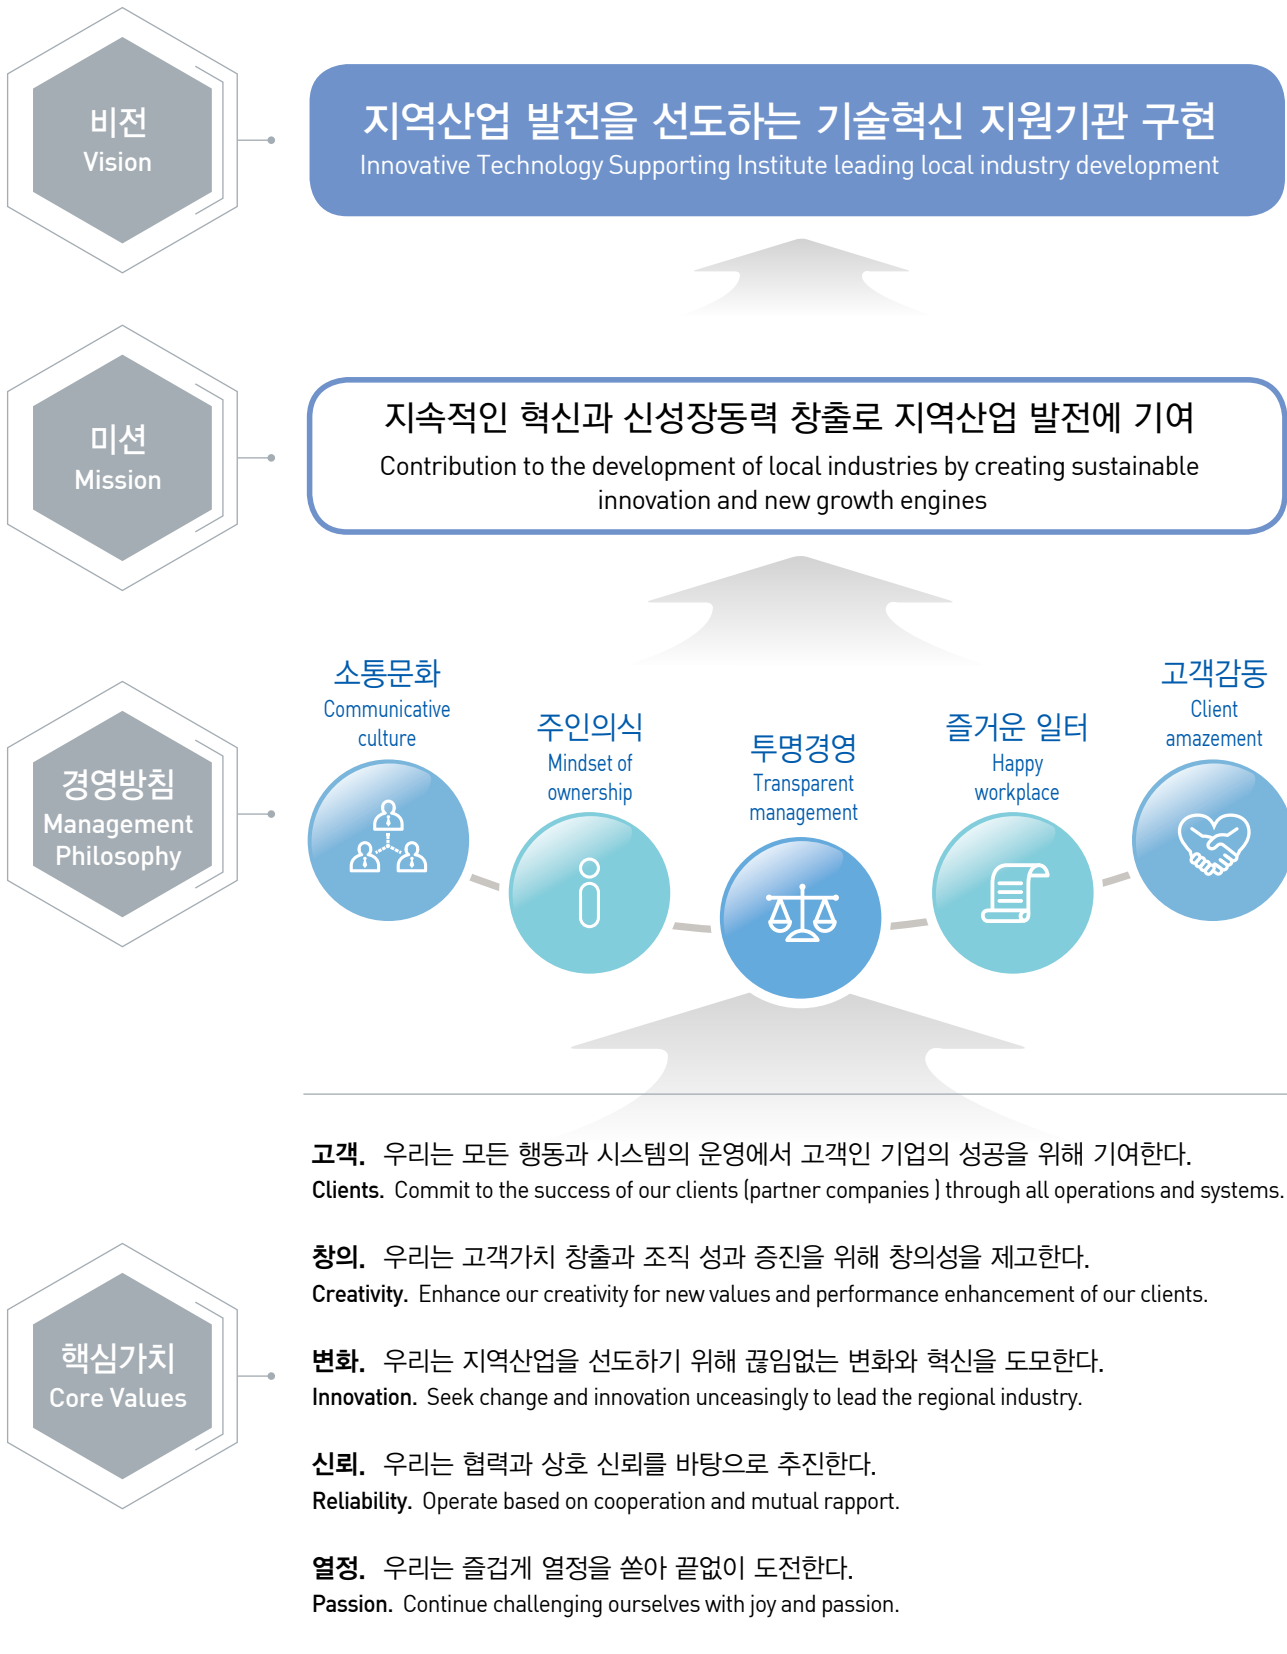 비전
Vision
지역산업 발전을 선도하는 기술혁신 지원기관 구현
Innovative Technology Supporting Institute leading local industry development
미션
Mission
지속적인 혁신과 신성장동력 창출로 지역산업 발전에 기여
Contribution to the development of local industries by creating sustainable
innovation and new growth engines
경영방침
Management
Philosophy
소통문화
Communicative
culture
주인의식
Mindset of
ownership
투명경영
Transparent
management
즐거운 일터
Happy
workplace
고객감동
Client
amazement
핵심가치
Core Values
고객. 우리는 모든 행동과 시스템의 운영에서 고객인 기업의 성공을 위해 기여한다.
Clients. Commit to the success of our clients (partner companies ) through all operations and systems.
창의. 우리는 고객가치 창출과 조직 성과 증진을 위해 창의성을 제고한다.
Creativity. Enhance our creativity for new values and performance enhancement of our clients.
변화. 우리는 지역산업을 선도하기 위해 끊임없는 변화와 혁신을 도모한다.
Innovation. Seek change and innovation unceasingly to lead the regional industry.
신뢰. 우리는 협력과 상호 신뢰를 바탕으로 추진한다.
Reliability. Operate based on cooperation and mutual rapport.
열정. 우리는 즐겁게 열정을 쏟아 끝없이 도전한다.
Passion. Continue challenging ourselves with joy and passion.